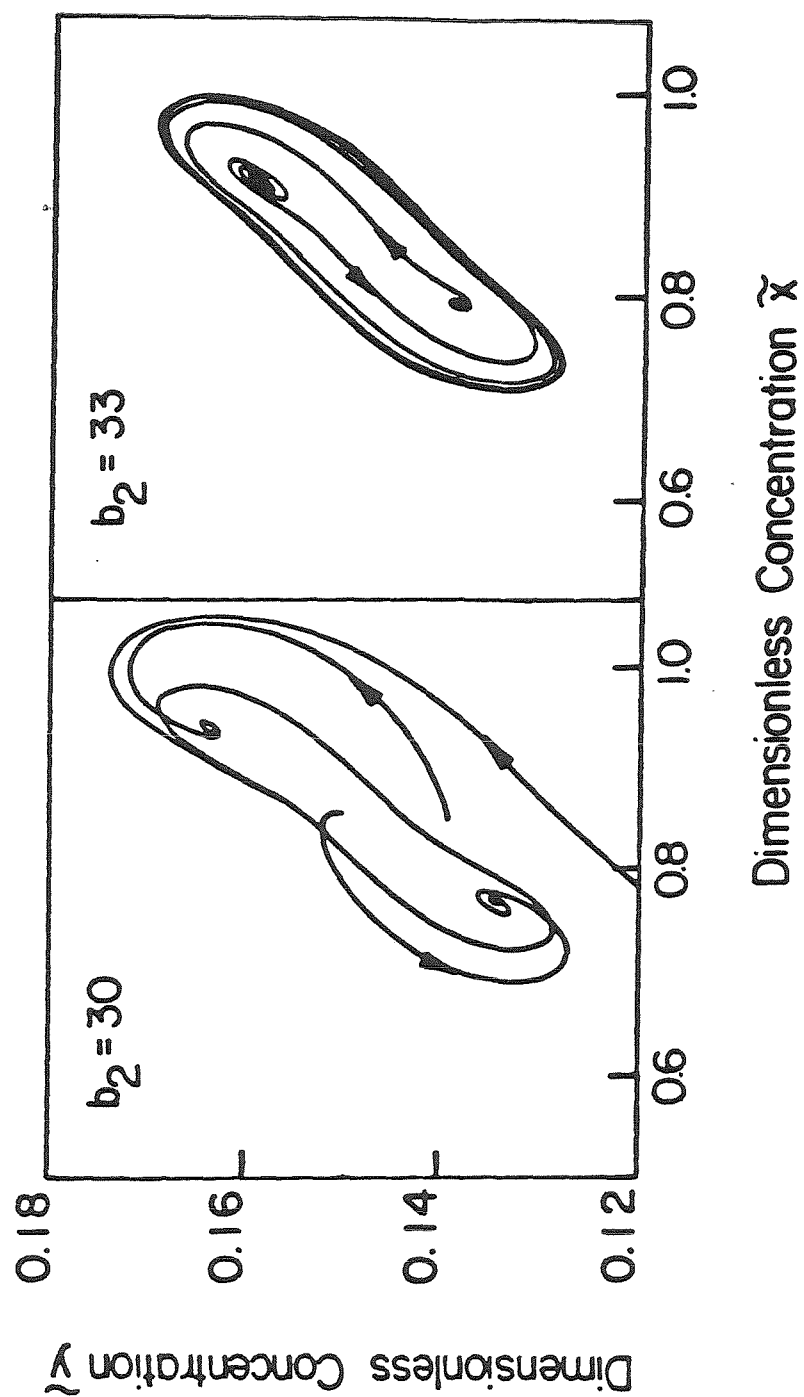 Dimensionless Concentration ỹ
0.18
0.16
0.14
0.12
b₂ = 30
0.6
0.8
1.0
b₂ = 33
0.6
0.8
1.0
Dimensionless Concentration x̃